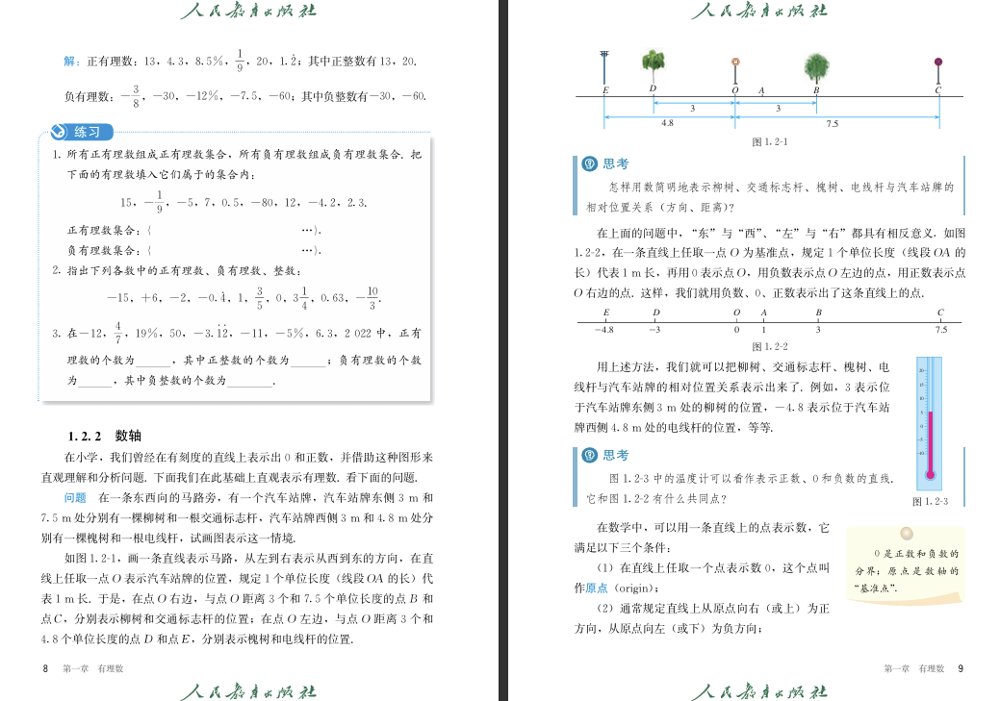 人民教育出版社
解：正有理数：13，4.3，8.5%，1/9，20，1.2̇；其中正整数有13，20.
负有理数：−3/8，−30，−12%，−7.5，−60；其中负整数有−30，−60.
练习
1. 所有正有理数组成正有理数集合，所有负有理数组成负有理数集合. 把
下面的有理数填入它们属于的集合内：
15，−1/9，−5，7，0.5，−80，12，−4.2，2.3.
正有理数集合：{ …}.
负有理数集合：{ …}.
2. 指出下列各数中的正有理数、负有理数、整数：
−15，+6，−2，−0.4̇，1，3/5，0，3 1/4，0.63，−10/3.
3. 在−12，4/7，19%，50，−3.1̇2̇，−11，−5%，6.3，2 022 中，正有
理数的个数为______，其中正整数的个数为______；负有理数的个数
为______，其中负整数的个数为________.
1.2.2 数轴
在小学，我们曾经在有刻度的直线上表示出 0 和正数，并借助这种图形来
直观理解和分析问题. 下面我们在此基础上直观表示有理数. 看下面的问题.
问题 在一条东西向的马路旁，有一个汽车站牌，汽车站牌东侧 3 m 和
7.5 m 处分别有一棵柳树和一根交通标志杆，汽车站牌西侧 3 m 和 4.8 m 处分
别有一棵槐树和一根电线杆，试画图表示这一情境.
如图 1.2-1，画一条直线表示马路，从左到右表示从西到东的方向，在直
线上任取一点 O 表示汽车站牌的位置，规定 1 个单位长度（线段 OA 的长）代
表 1 m 长. 于是，在点 O 右边，与点 O 距离 3 个和 7.5 个单位长度的点 B 和
点 C，分别表示柳树和交通标志杆的位置；在点 O 左边，与点 O 距离 3 个和
4.8 个单位长度的点 D 和点 E，分别表示槐树和电线杆的位置.
8 第一章 有理数
人民教育出版社
人民教育出版社
E D O A B C
3 3
4.8 7.5
图 1.2-1
思考
怎样用数简明地表示柳树、交通标志杆、槐树、电线杆与汽车站牌的
相对位置关系（方向、距离）？
在上面的问题中，“东”与“西”、“左”与“右”都具有相反意义. 如图
1.2-2，在一条直线上任取一点 O 为基准点，规定 1 个单位长度（线段 OA 的
长）代表 1 m 长，再用 0 表示点 O，用负数表示点 O 左边的点，用正数表示点
O 右边的点. 这样，我们就用负数、0、正数表示出了这条直线上的点.
E D O A B C
−4.8 −3 0 1 3 7.5
图 1.2-2
用上述方法，我们就可以把柳树、交通标志杆、槐树、电
线杆与汽车站牌的相对位置关系表示出来了. 例如，3 表示位
于汽车站牌东侧 3 m 处的柳树的位置，−4.8 表示位于汽车站
牌西侧 4.8 m 处的电线杆的位置，等等.
20
15
10
5
0
−5
−10
思考
图 1.2-3 中的温度计可以看作表示正数、0 和负数的直线.
它和图 1.2-2 有什么共同点？
图 1.2-3
在数学中，可以用一条直线上的点表示数，它
满足以下三个条件：
（1）在直线上任取一个点表示数 0，这个点叫
作原点（origin）；
（2）通常规定直线上从原点向右（或上）为正
方向，从原点向左（或下）为负方向；
0 是正数和负数的
分界；原点是数轴的
“基准点”.
第一章 有理数 9
人民教育出版社